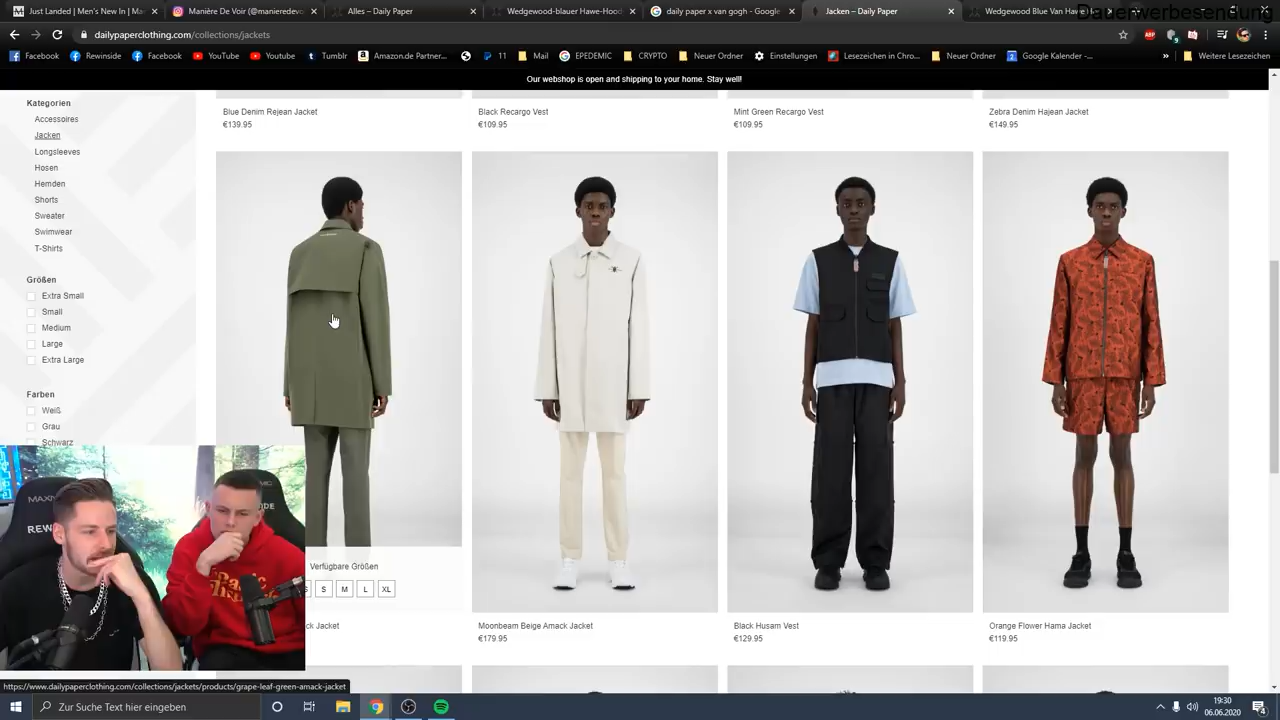 Just Landed | Men's New In | Ma
Manière De Voir (@manieredevo
Alles – Daily Paper
Wedgewood-blauer Hawe-Hood
daily paper x van gogh - Google
Jacken – Daily Paper
Wedgewood Blue Van Hawe
Dauerwerbesendung
dailypaperclothing.com/collections/jackets
Facebook
Rewinside
Facebook
YouTube
Youtube
Tumblr
Amazon.de Partner...
11
Mail
EPEDEMIC
CRYPTO
Neuer Ordner
Einstellungen
Lesezeichen in Chro...
Neuer Ordner
Google Kalender -...
»
Weitere Lesezeichen
Our webshop is open and shipping to your home. Stay well!
Kategorien
Accessoires
Jacken
Longsleeves
Hosen
Hemden
Shorts
Sweater
Swimwear
T-Shirts
Größen
Extra Small
Small
Medium
Large
Extra Large
Farben
Weiß
Grau
Schwarz
Blue Denim Rejean Jacket
€139.95
Black Recargo Vest
€109.95
Mint Green Recargo Vest
€109.95
Zebra Denim Hajean Jacket
€149.95
Verfügbare Größen
S M L XL
ck Jacket
Moonbeam Beige Amack Jacket
€179.95
Black Husam Vest
€129.95
Orange Flower Hama Jacket
€119.95
https://www.dailypaperclothing.com/collections/jackets/products/grape-leaf-green-amack-jacket
Zur Suche Text hier eingeben
19:30
06.06.2020